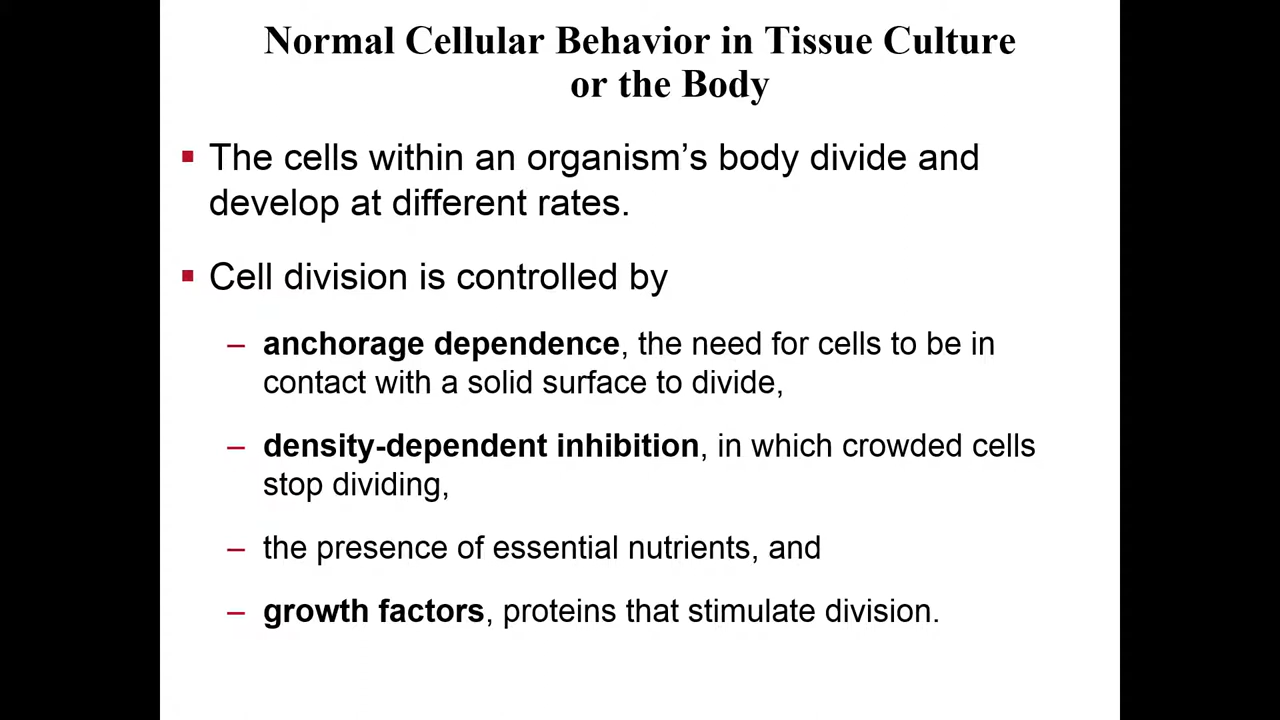 Normal Cellular Behavior in Tissue Culture
or the Body
▪ The cells within an organism’s body divide and
develop at different rates.
▪ Cell division is controlled by
– anchorage dependence, the need for cells to be in
contact with a solid surface to divide,
– density-dependent inhibition, in which crowded cells
stop dividing,
– the presence of essential nutrients, and
– growth factors, proteins that stimulate division.